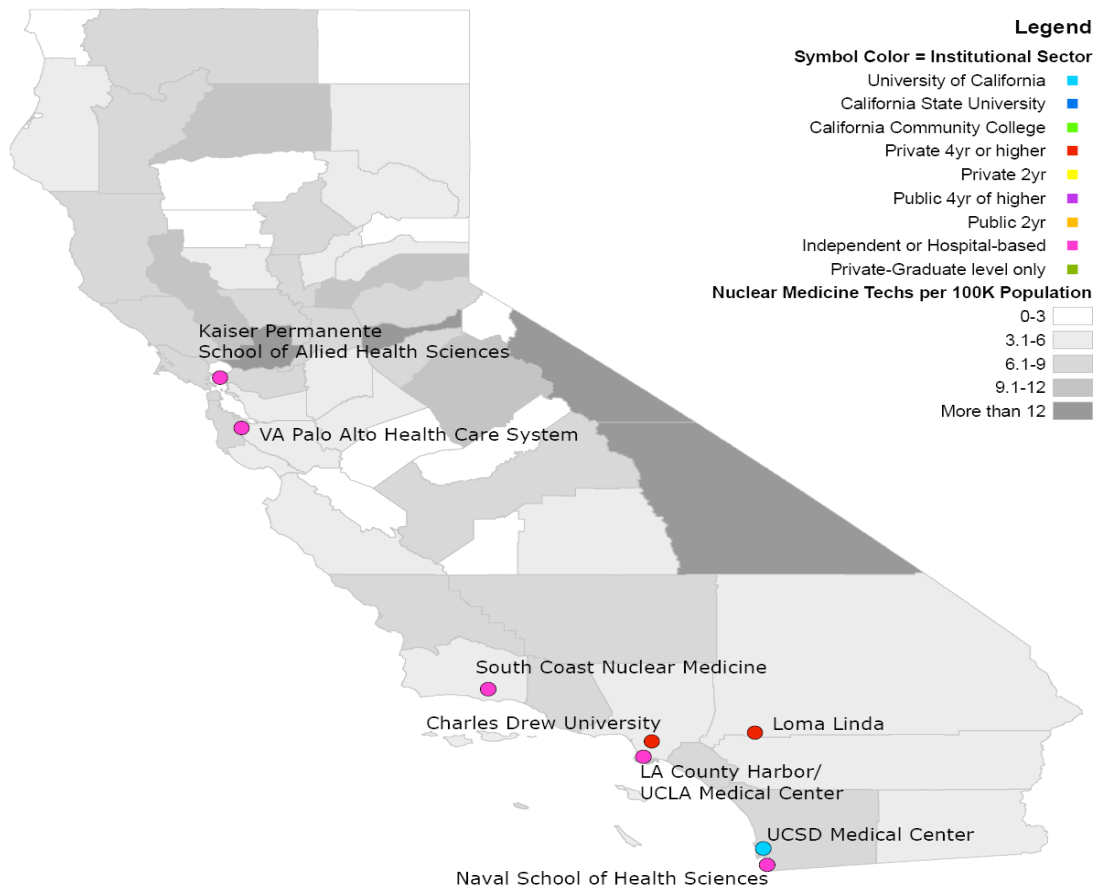 Legend
Symbol Color = Institutional Sector
University of California
California State University
California Community College
Private 4yr or higher
Private 2yr
Public 4yr of higher
Public 2yr
Independent or Hospital-based
Private-Graduate level only
Nuclear Medicine Techs per 100K Population
0-3
3.1-6
6.1-9
9.1-12
More than 12
Kaiser Permanente
School of Allied Health Sciences
VA Palo Alto Health Care System
South Coast Nuclear Medicine
Charles Drew University
Loma Linda
LA County Harbor/
UCLA Medical Center
UCSD Medical Center
Naval School of Health Sciences